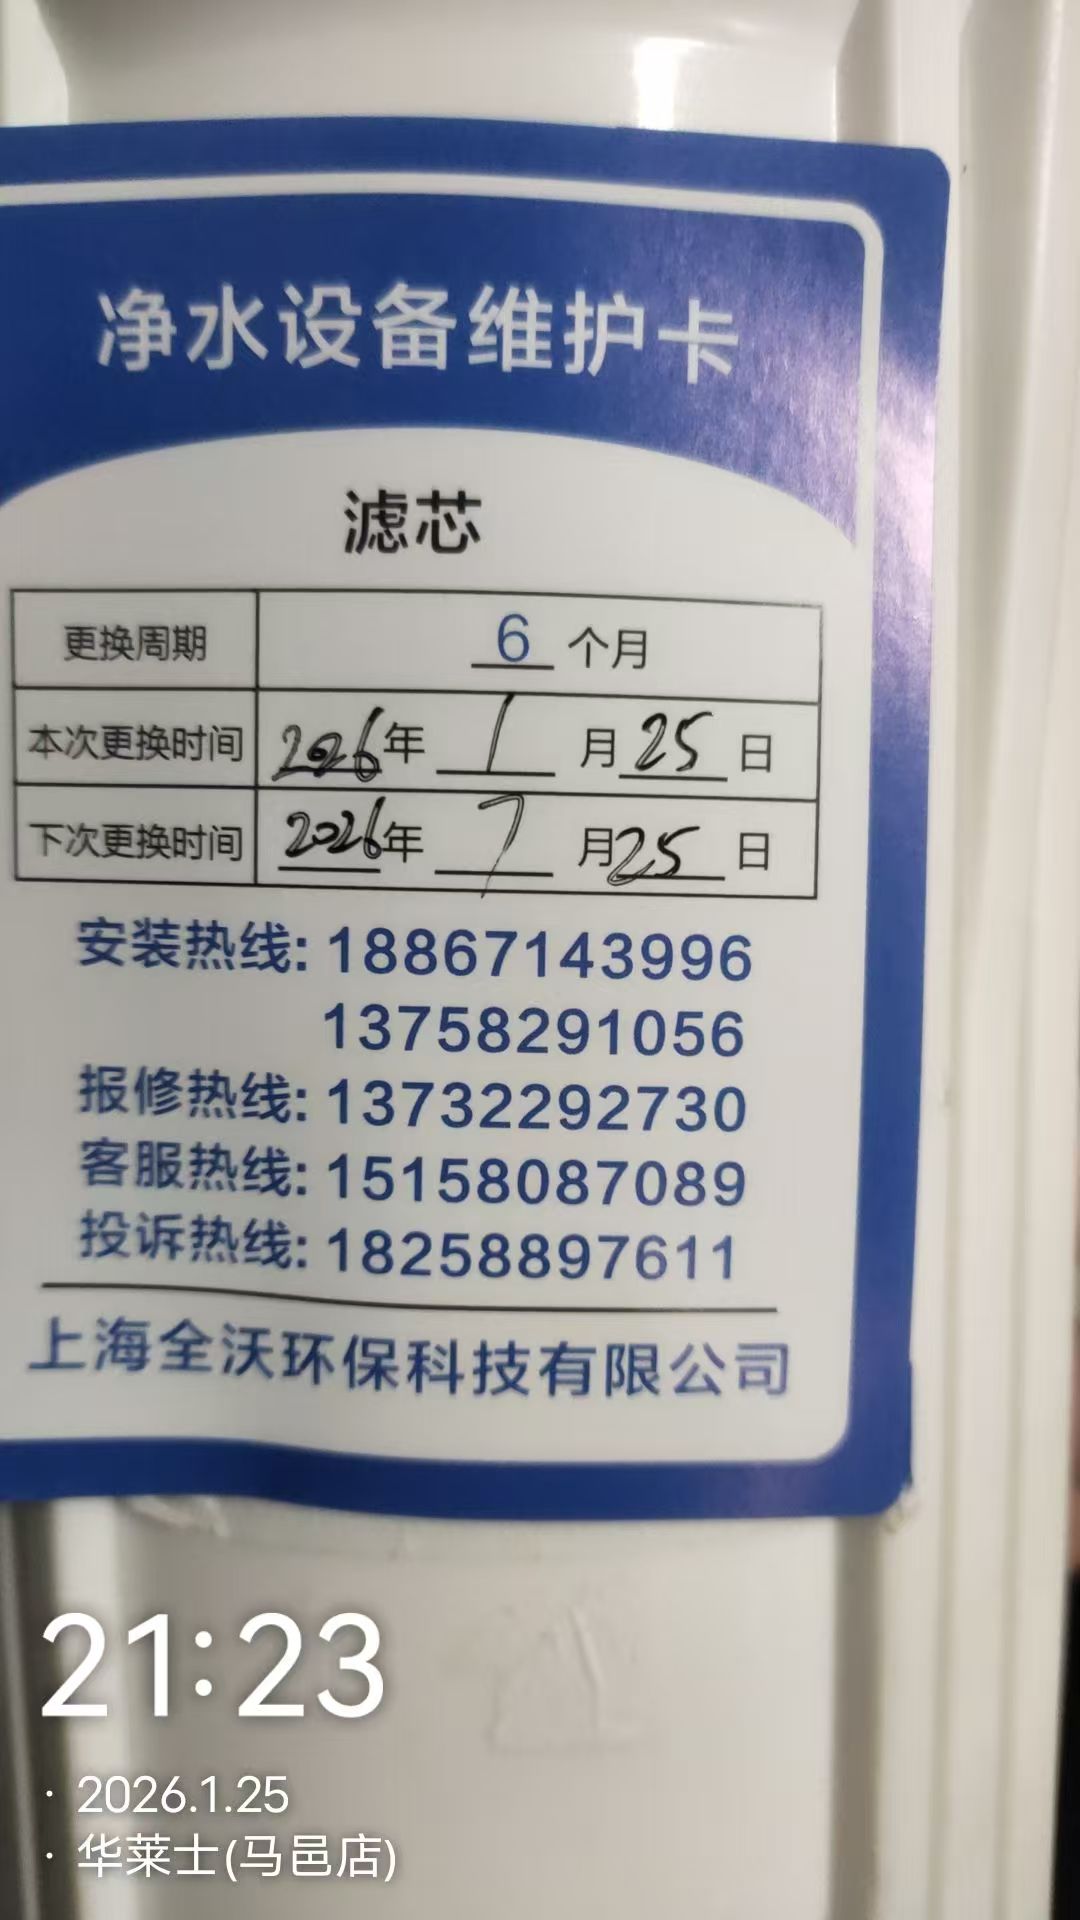 净水设备维护卡
滤芯
更换周期 6 个月
本次更换时间 2026年 1 月 25 日
下次更换时间 2026年 7 月 25 日
安装热线: 18867143996
13758291056
报修热线: 13732292730
客服热线: 15158087089
投诉热线: 18258897611
上海全沃环保科技有限公司
21:23
· 2026.1.25
· 华莱士(马邑店)